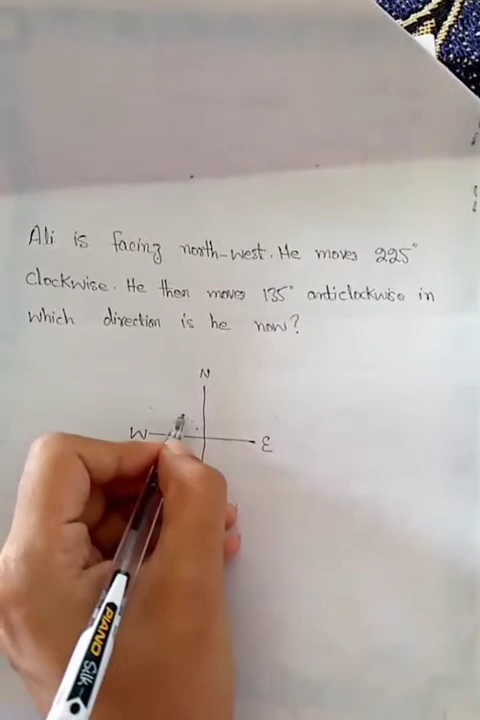 Ali is facing north-west. He moves 225°
clockwise. He then moves 135° anticlockwise in
which direction is he now?
N
W
E
PIANO Silk